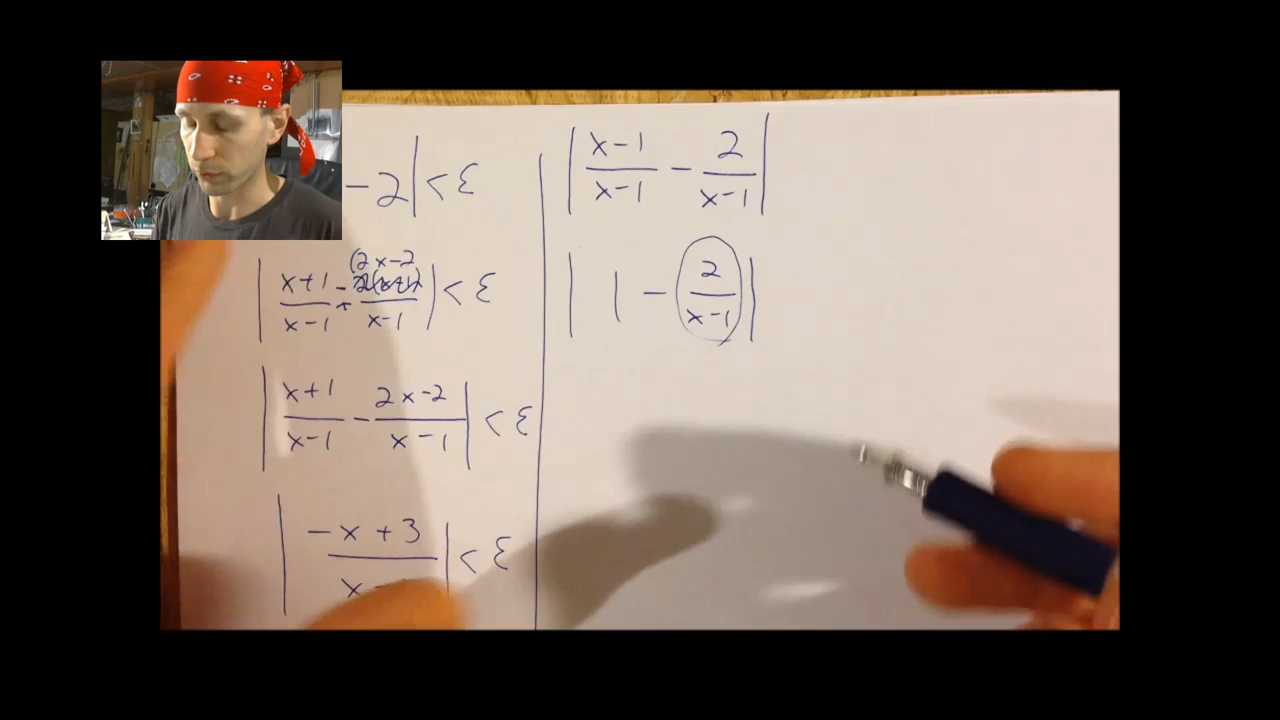 - 2| < ε
|x+1/x-1 - (2x-2/x-1| < ε
|x+1/x-1 - 2x-2/x-1| < ε
|-x+3/x-| < ε
|x-1/x-1 - 2/x-1|
|1 - 2/x-1|